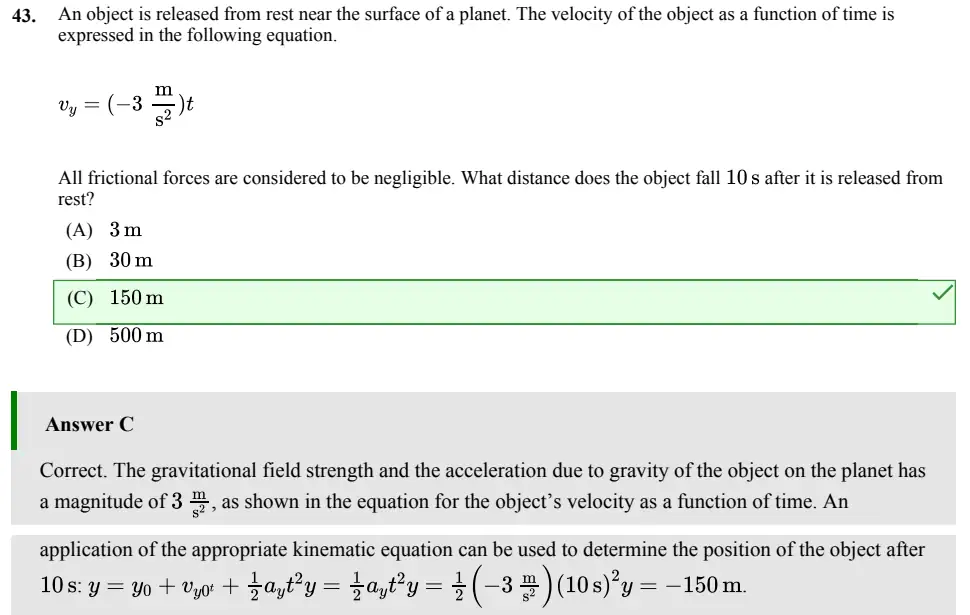 43. An object is released from rest near the surface of a planet. The velocity of the object as a function of time is
expressed in the following equation.
v_y = (−3 m/s²)t
All frictional forces are considered to be negligible. What distance does the object fall 10 s after it is released from
rest?
(A) 3 m
(B) 30 m
(C) 150 m
(D) 500 m
Answer C
Correct. The gravitational field strength and the acceleration due to gravity of the object on the planet has
a magnitude of 3 m/s², as shown in the equation for the object's velocity as a function of time. An
application of the appropriate kinematic equation can be used to determine the position of the object after
10 s: y = y₀ + v_{y0^t} + ½a_yt²y = ½a_yt²y = ½(−3 m/s²)(10 s)²y = −150 m.